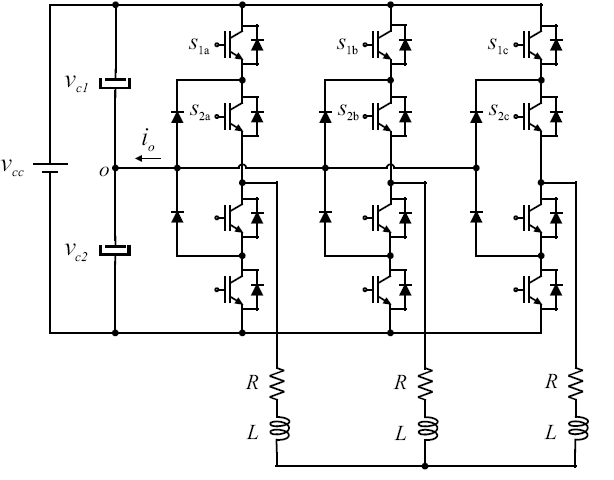 S1a S1b S1c
vc1
S2a S2b S2c
io
vcc
o
vc2
R R R
L L L